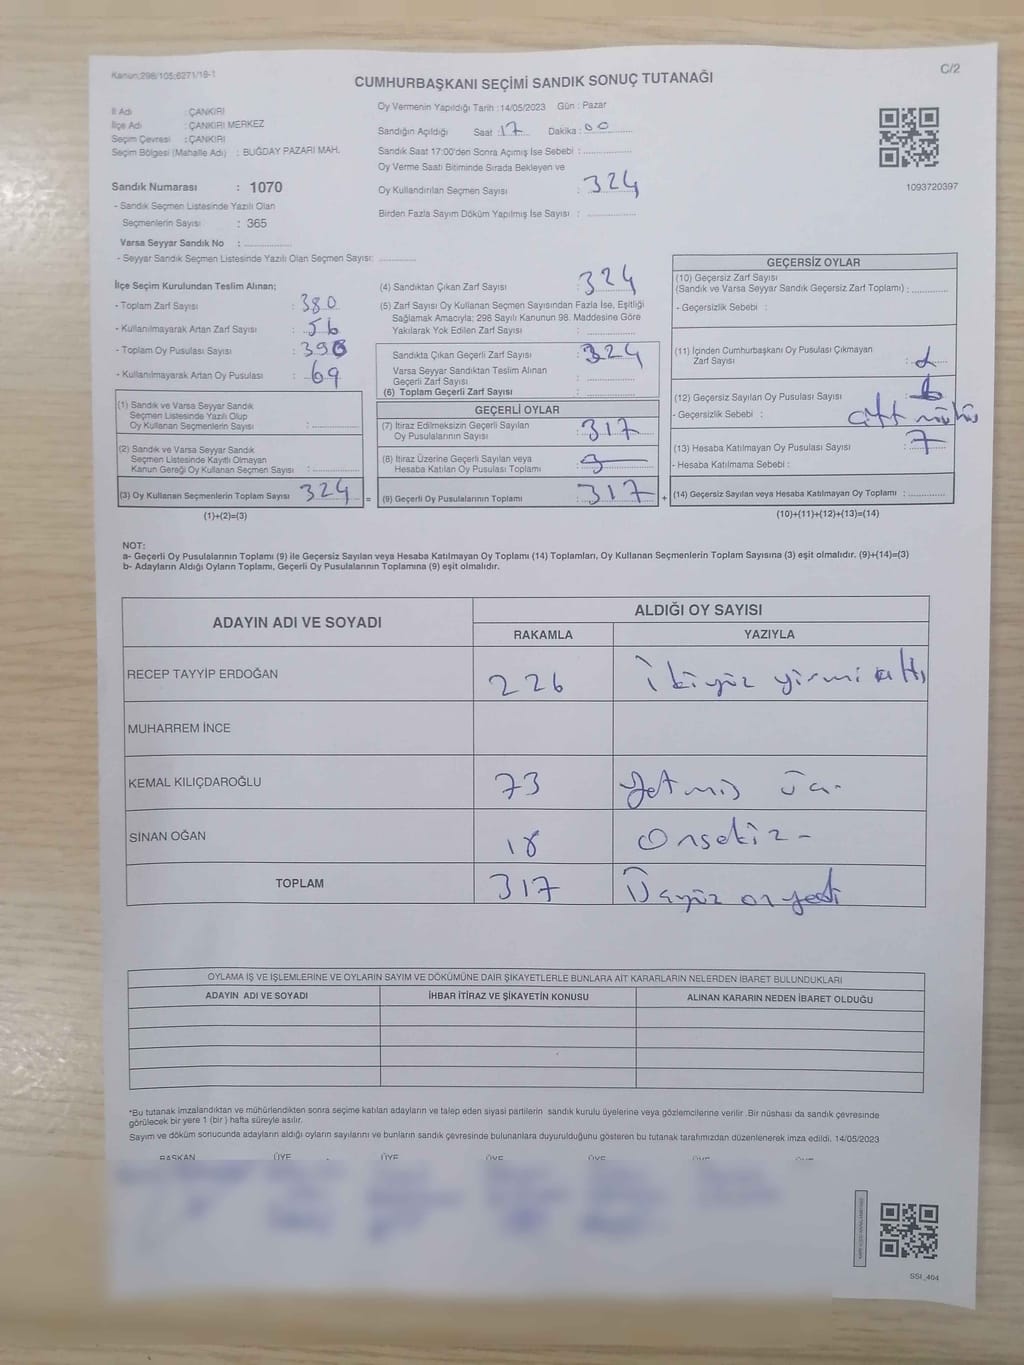 Kanun:298/105;6271/18-1
C/2
CUMHURBAŞKANI SEÇİMİ SANDIK SONUÇ TUTANAĞI
İl Adı : ÇANKIRI
İlçe Adı : ÇANKIRI MERKEZ
Seçim Çevresi : ÇANKIRI
Seçim Bölgesi (Mahalle Adı) : BUĞDAY PAZARI MAH.
Sandık Numarası : 1070
- Sandık Seçmen Listesinde Yazılı Olan
Seçmenlerin Sayısı : 365
Varsa Seyyar Sandık No : ..............
- Seyyar Sandık Seçmen Listesinde Yazılı Olan Seçmen Sayısı: ............
Oy Vermenin Yapıldığı Tarih : 14/05/2023 Gün : Pazar
Sandığın Açıldığı Saat : 17 Dakika : 00
Sandık Saat 17:00'den Sonra Açımış İse Sebebi : ................
Oy Verme Saati Bitiminde Sırada Bekleyen ve
Oy Kullandırılan Seçmen Sayısı : 324
Birden Fazla Sayım Döküm Yapılmış İse Sayısı : ................
1093720397
İlçe Seçim Kurulundan Teslim Alınan;
- Toplam Zarf Sayısı : 380
- Kullanılmayarak Artan Zarf Sayısı : 56
- Toplam Oy Pusulası Sayısı :
- Kullanılmayarak Artan Oy Pusulası : 69
(1) Sandık ve Varsa Seyyar Sandık
Seçmen Listesinde Yazılı Olup
Oy Kullanan Seçmenlerin Sayısı : ..............
(2) Sandık ve Varsa Seyyar Sandık
Seçmen Listesinde Kayıtlı Olmayan
Kanun Gereği Oy Kullanan Seçmen Sayısı : ..............
(3) Oy Kullanan Seçmenlerin Toplam Sayısı 324 =
(1)+(2)=(3)
(4) Sandıktan Çıkan Zarf Sayısı : 324
(5) Zarf Sayısı Oy Kullanan Seçmen Sayısından Fazla İse, Eşitliği
Sağlamak Amacıyla; 298 Sayılı Kanunun 98. Maddesine Göre
Yakılarak Yok Edilen Zarf Sayısı : ..............
Sandıkta Çıkan Geçerli Zarf Sayısı : 324
Varsa Seyyar Sandıktan Teslim Alınan
Geçerli Zarf Sayısı : ..............
(6) Toplam Geçerli Zarf Sayısı : ..............
GEÇERLİ OYLAR
(7) İtiraz Edilmeksizin Geçerli Sayılan
Oy Pusulalarının Sayısı : 317
(8) İtiraz Üzerine Geçerli Sayılan veya
Hesaba Katılan Oy Pusulası Toplamı :
(9) Geçerli Oy Pusulalarının Toplamı : 317 +
GEÇERSİZ OYLAR
(10) Geçersiz Zarf Sayısı
(Sandık ve Varsa Seyyar Sandık Geçersiz Zarf Toplamı) : ............
- Geçersizlik Sebebi :
(11) İçinden Cumhurbaşkanı Oy Pusulası Çıkmayan
Zarf Sayısı :
(12) Geçersiz Sayılan Oy Pusulası Sayısı :
- Geçersizlik Sebebi : çift mühür
(13) Hesaba Katılmayan Oy Pusulası Sayısı : 7
- Hesaba Katılmama Sebebi :
(14) Geçersiz Sayılan veya Hesaba Katılmayan Oy Toplamı : ............
(10)+(11)+(12)+(13)=(14)
NOT:
a- Geçerli Oy Pusulalarının Toplamı (9) ile Geçersiz Sayılan veya Hesaba Katılmayan Oy Toplamı (14) Toplamları, Oy Kullanan Seçmenlerin Toplam Sayısına (3) eşit olmalıdır. (9)+(14)=(3)
b- Adayların Aldığı Oyların Toplamı, Geçerli Oy Pusulalarının Toplamına (9) eşit olmalıdır.
ADAYIN ADI VE SOYADI
ALDIĞI OY SAYISI
RAKAMLA YAZIYLA
RECEP TAYYİP ERDOĞAN 226 İkiyüz yirmi altı
MUHARREM İNCE
KEMAL KILIÇDAROĞLU 73 Yetmiş üç
SİNAN OĞAN 18 Onsekiz
TOPLAM 317 Üçyüz on yedi
OYLAMA İŞ VE İŞLEMLERİNE VE OYLARIN SAYIM VE DÖKÜMÜNE DAİR ŞİKAYETLERLE BUNLARA AİT KARARLARIN NELERDEN İBARET BULUNDUKLARI
ADAYIN ADI VE SOYADI İHBAR İTİRAZ VE ŞİKAYETİN KONUSU ALINAN KARARIN NEDEN İBARET OLDUĞU
*Bu tutanak imzalandıktan ve mühürlendikten sonra seçime katılan adayların ve talep eden siyasi partilerin sandık kurulu üyelerine veya gözlemcilerine verilir .Bir nüshası da sandık çevresinde
görülecek bir yere 1 (bir ) hafta süreyle asılır.
Sayım ve döküm sonucunda adayların aldığı oyların sayılarını ve bunların sandık çevresinde bulunanlara duyurulduğunu gösteren bu tutanak tarafımızdan düzenlenerek imza edildi. 14/05/2023
BAŞKAN ÜYE ÜYE ÜYE ÜYE ÜYE
SSI_404